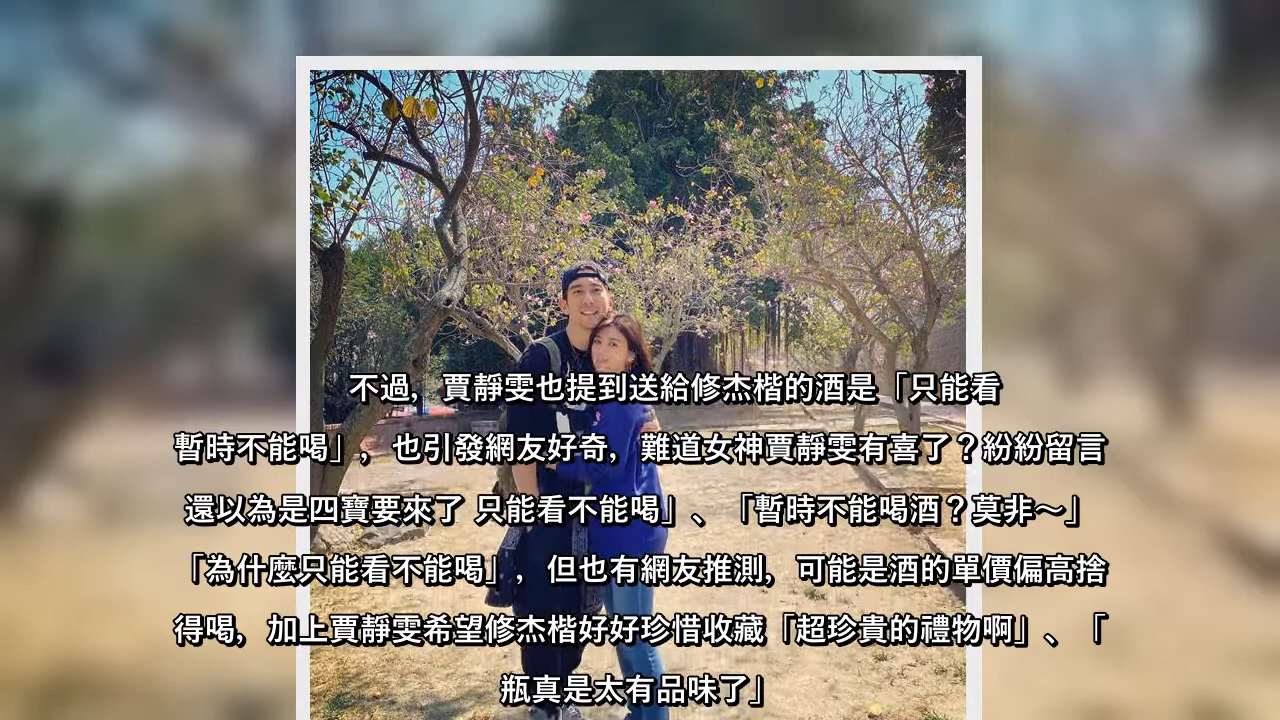 不過，賈靜雯也提到送給修杰楷的酒是「只能看
暫時不能喝」，也引發網友好奇，難道女神賈靜雯有喜了？紛紛留言
還以為是四寶要來了 只能看不能喝」、「暫時不能喝酒？莫非～」
「為什麼只能看不能喝」，但也有網友推測，可能是酒的單價偏高捨
得喝，加上賈靜雯希望修杰楷好好珍惜收藏「超珍貴的禮物啊」、「
瓶真是太有品味了」